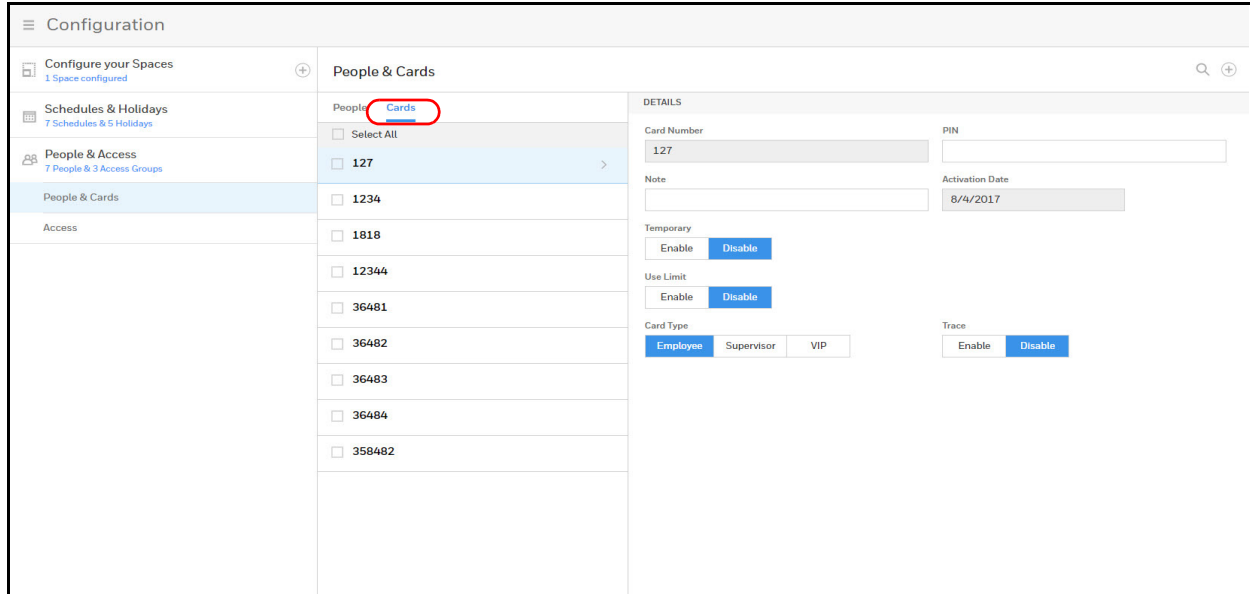 Configuration
Configure your Spaces
1 Space configured
Schedules & Holidays
7 Schedules & 5 Holidays
People & Access
7 People & 3 Access Groups
People & Cards
Access
People & Cards
People Cards
Select All
127
1234
1818
12344
36481
36482
36483
36484
358482
DETAILS
Card Number PIN
127
Note Activation Date
8/4/2017
Temporary
Enable Disable
Use Limit
Enable Disable
Card Type Trace
Employee Supervisor VIP Enable Disable